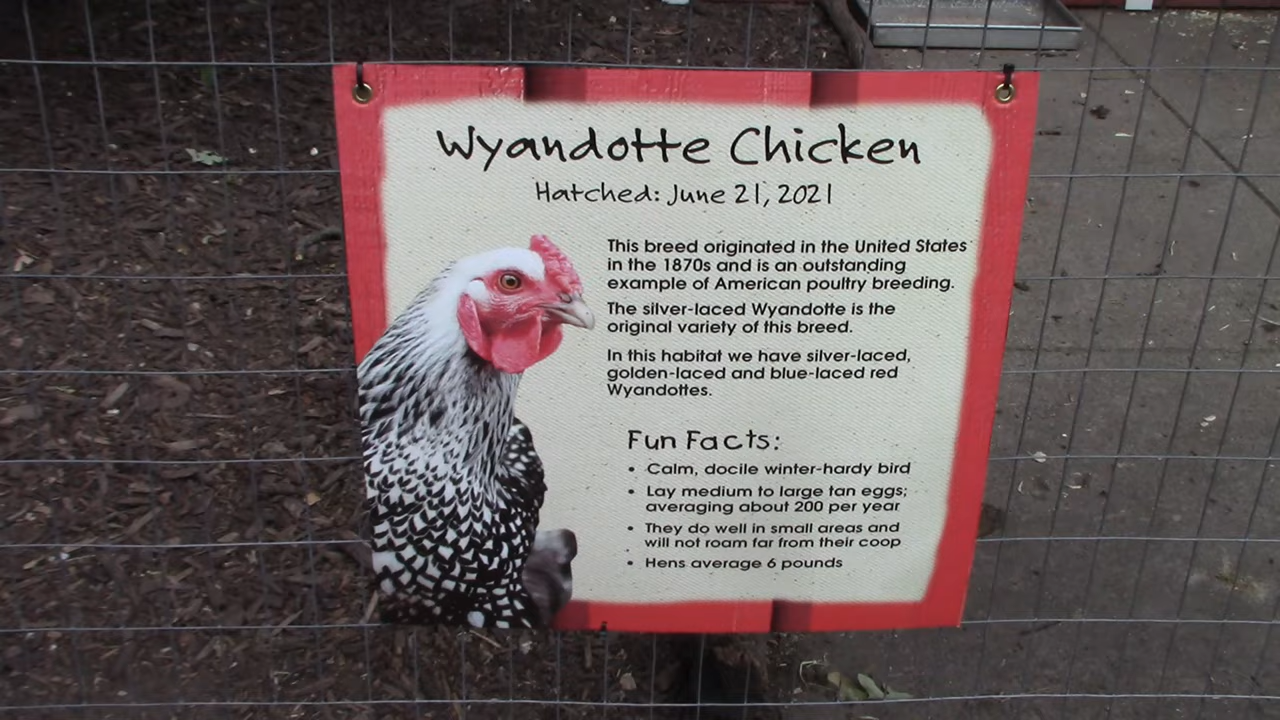 Wyandotte Chicken
Hatched: June 21, 2021
This breed originated in the United States
in the 1870s and is an outstanding
example of American poultry breeding.
The silver-laced Wyandotte is the
original variety of this breed.
In this habitat we have silver-laced,
golden-laced and blue-laced red
Wyandottes.
Fun Facts:
• Calm, docile winter-hardy bird
• Lay medium to large tan eggs;
averaging about 200 per year
• They do well in small areas and
will not roam far from their coop
• Hens average 6 pounds